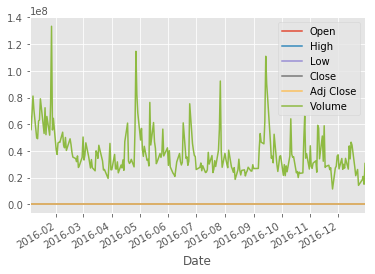 1e8
1.4
1.2
1.0
0.8
0.6
0.4
0.2
0.0
Open
High
Low
Close
Adj Close
Volume
2016-02
2016-03
2016-04
2016-05
2016-06
2016-07
2016-08
2016-09
2016-10
2016-11
2016-12
Date